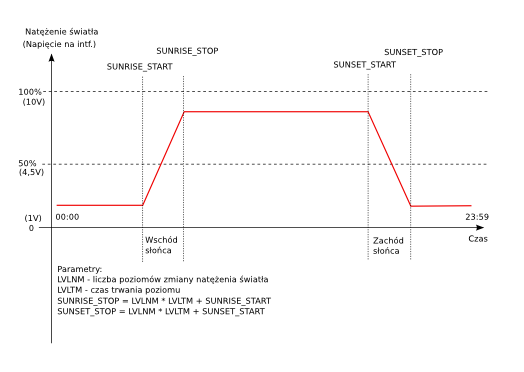 Natężenie światła
(Napięcie na intf.)
SUNRISE_STOP
SUNSET_STOP
SUNRISE_START
SUNSET_START
100%
(10V)
50%
(4,5V)
(1V)
00:00
23:59
0
Wschód
słońca
Zachód
słońca
Czas
Parametry:
LVLNM - liczba poziomów zmiany natężenia światła
LVLTM - czas trwania poziomu
SUNRISE_STOP = LVLNM * LVLTM + SUNRISE_START
SUNSET_STOP = LVLNM * LVLTM + SUNSET_START